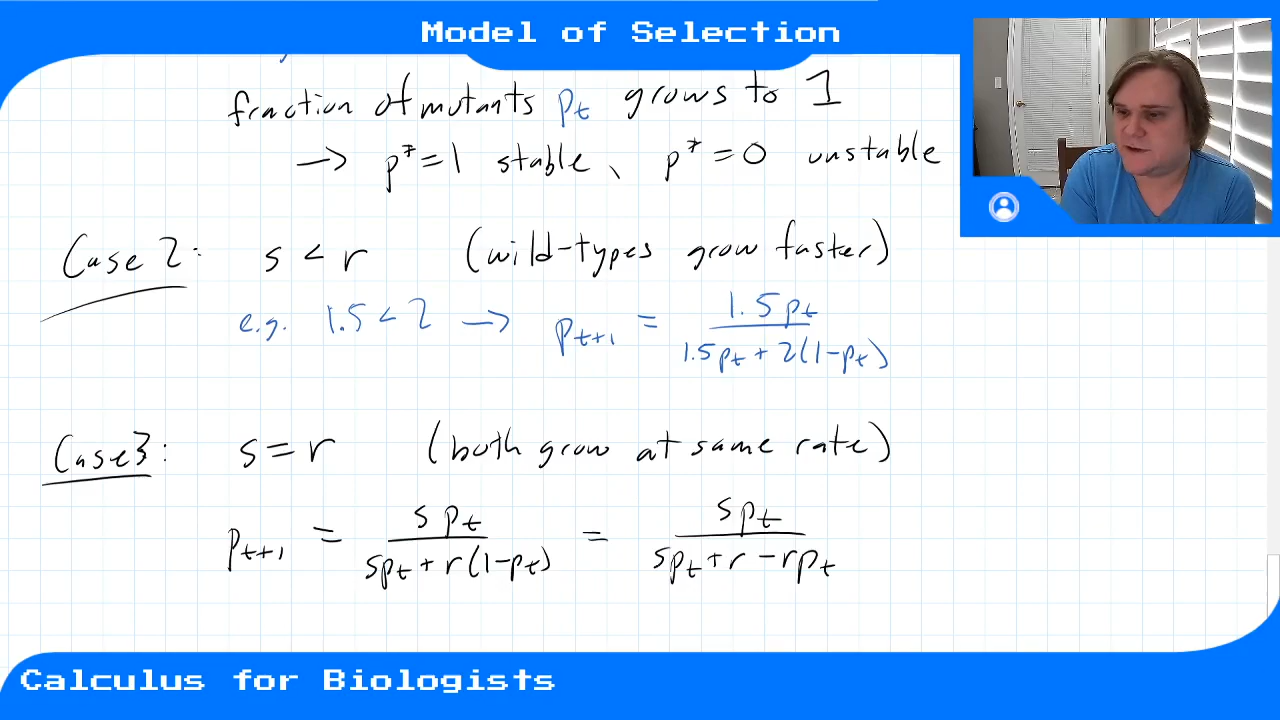 Model of Selection
fraction of mutants pt grows to 1
→ p* = 1 stable, p* = 0 unstable
Case 2: s < r (wild-types grow faster)
e.g. 1.5 < 2 → pt+1 = 1.5pt / 1.5pt + 2(1-pt)
Case 3: s = r (both grow at same rate)
pt+1 = spt / spt + r(1-pt) = spt / spt + r - rpt
Calculus for Biologists